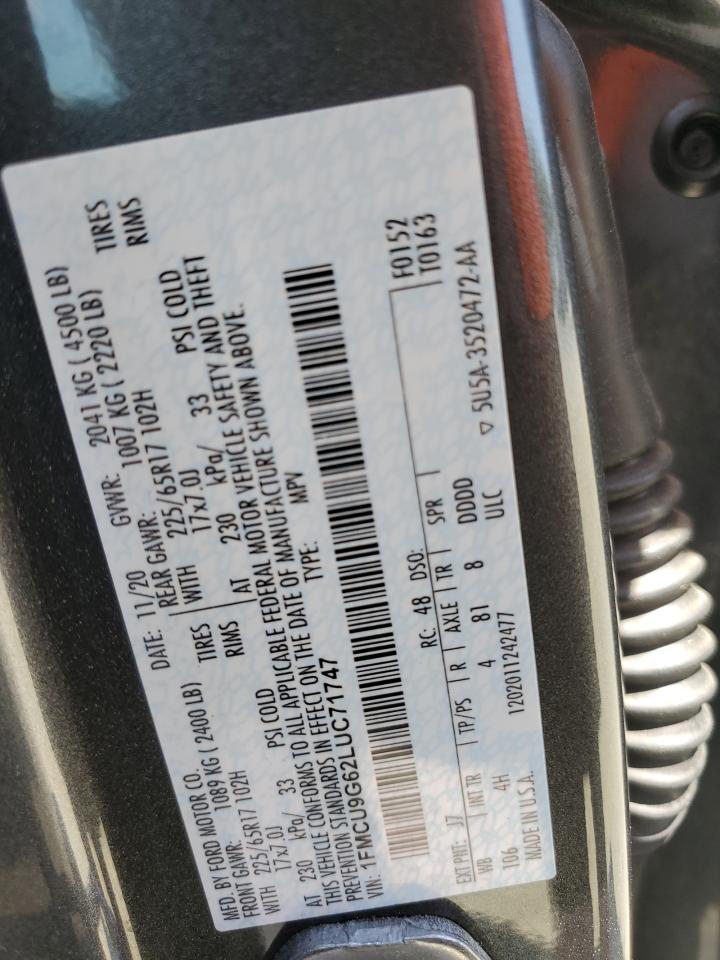 MFD. BY FORD MOTOR CO.
DATE: 11/20 GVWR: 2041 KG ( 4500 LB)
FRONT GAWR: 1089 KG ( 2400 LB) REAR GAWR: 1007 KG ( 2220 LB)
WITH 225/65R17 102H TIRES WITH 225/65R17 102H TIRES
17x7.0J RIMS 17x7.0J RIMS
AT 230 kPa/ 33 PSI COLD AT 230 kPa/ 33 PSI COLD
THIS VEHICLE CONFORMS TO ALL APPLICABLE FEDERAL MOTOR VEHICLE SAFETY AND THEFT
PREVENTION STANDARDS IN EFFECT ON THE DATE OF MANUFACTURE SHOWN ABOVE.
VIN: 1FMCU9G62LUC71747 TYPE: MPV
F0152
T0163
EXT PNT: J7 RC: 48 DSO:
WB INT TR TP/PS R AXLE TR SPR
106 4H 4 81 8 DDDD
ULC
MADE IN U.S.A. 1202011242477 ▽ 5U5A-3520472-AA